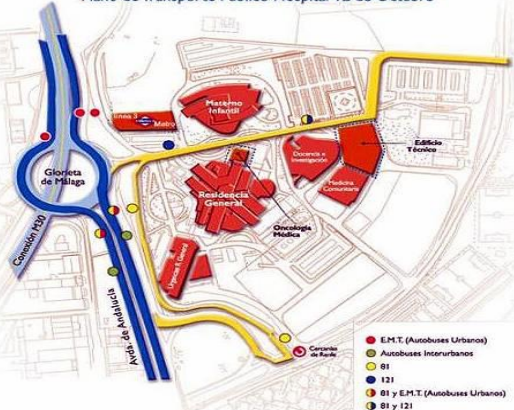 Plano de Transporte Público Hospital 12 de Octubre
línea 3
Metro
Materno
Infantil
Glorieta
de Málaga
Docencia e
Investigación
Edificio
Técnico
Residencia
General
Medicina
Comunitaria
Oncología
Médica
Conexión M30
Urgencias R. General
Avda. de Andalucía
Cercanías
de Renfe
E.M.T. (Autobuses Urbanos)
Autobuses Interurbanos
81
121
81 y E.M.T. (Autobuses Urbanos)
81 y 121